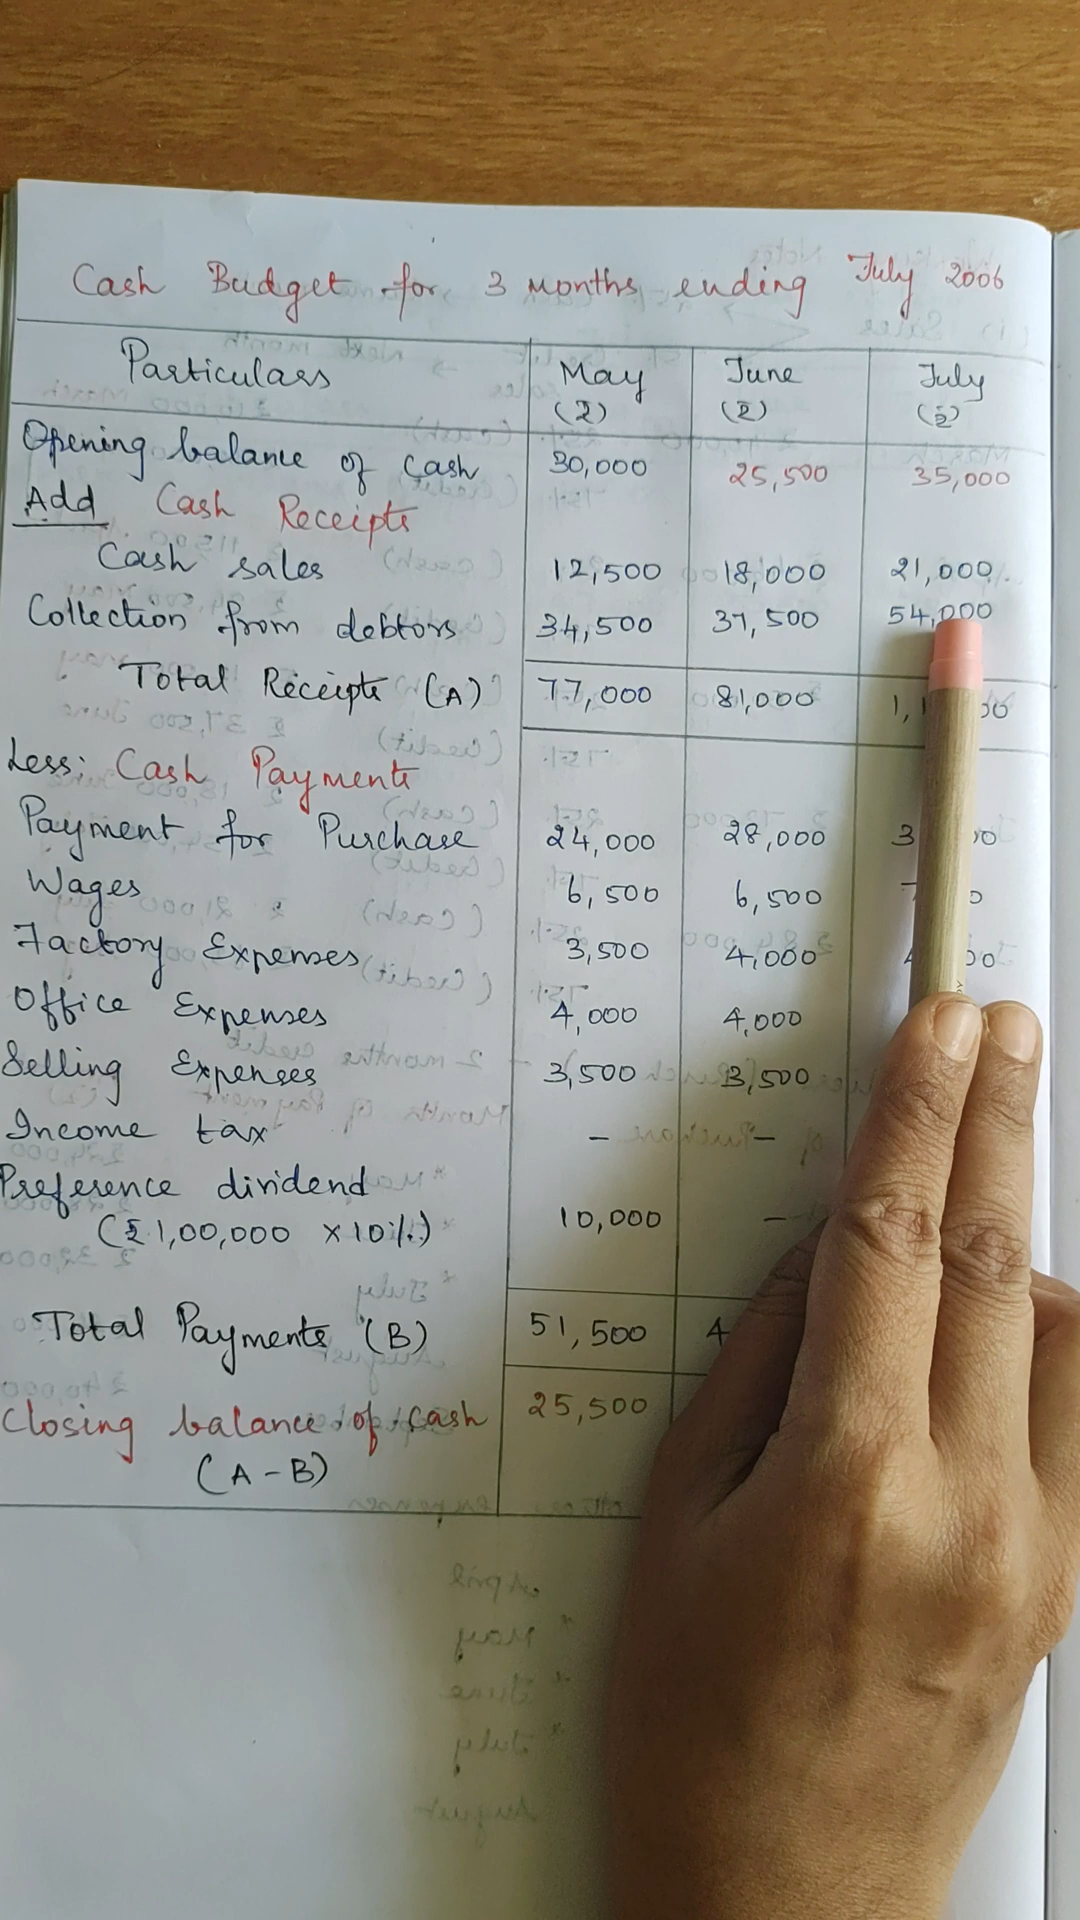 Cash Budget for 3 months ending July 2006
Particulars May June July
(₹) (₹) (₹)
Opening balance of cash 30,000 25,500 35,000
Add Cash Receipts
Cash sales 12,500 18,000 21,000
Collection from debtors 34,500 37,500 54,000
Total Receipts (A) 77,000 81,000
Less: Cash Payments
Payment for Purchase 24,000 28,000
Wages 6,500 6,500
Factory Expenses 3,500 4,000
Office Expenses 4,000 4,000
Selling Expenses 3,500 3,500
Income tax - -
Preference dividend
(₹1,00,000 x 10%) 10,000 -
Total Payments (B) 51,500
Closing balance of cash 25,500
(A-B)